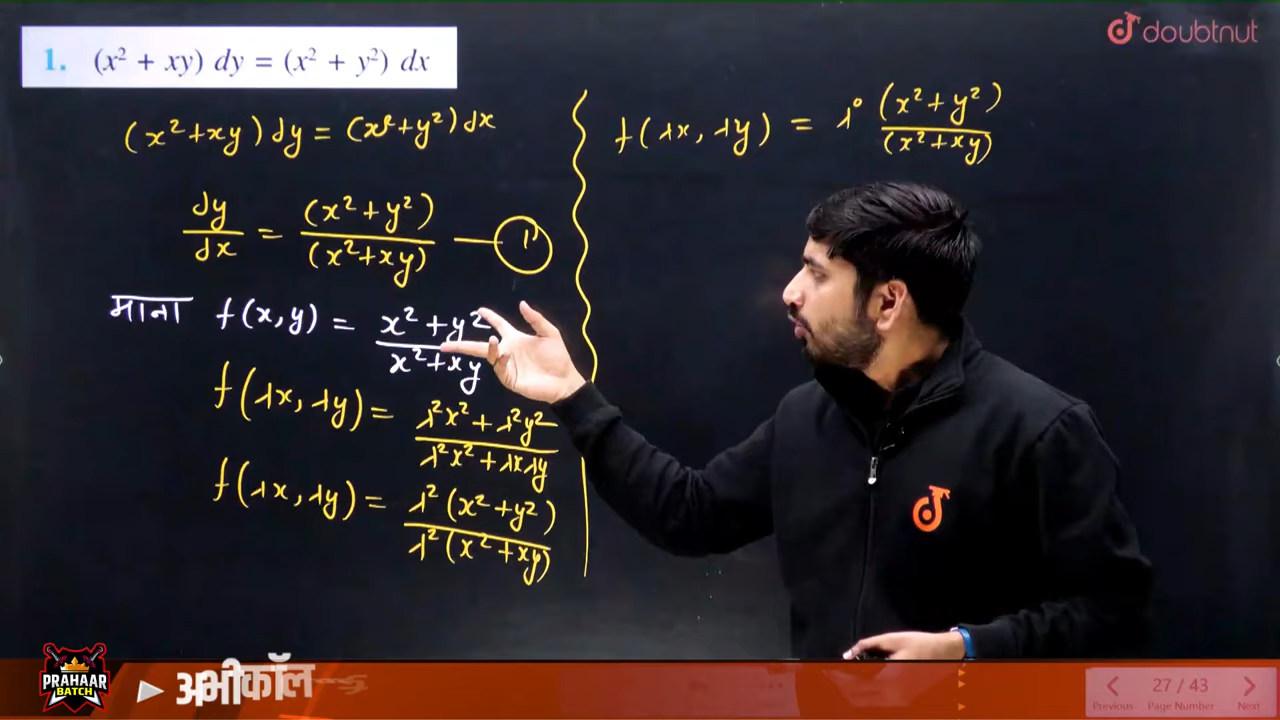 1. (x² + xy) dy = (x² + y²) dx
doubtnut
(x²+xy) dy = (x²+y²) dx
dy/dx = (x²+y²)/(x²+xy) — 1
माना f(x,y) = x²+y²/x²+xy
f(λx, λy) = λ²x²+λ²y²/λ²x²+λxλy
f(λx, λy) = λ²(x²+y²)/λ²(x²+xy)
f(λx, λy) = λ⁰ (x²+y²)/(x²+xy)
PRAHAAR
BATCH
अभी कॉल
27 / 43
Previous Page Number Next